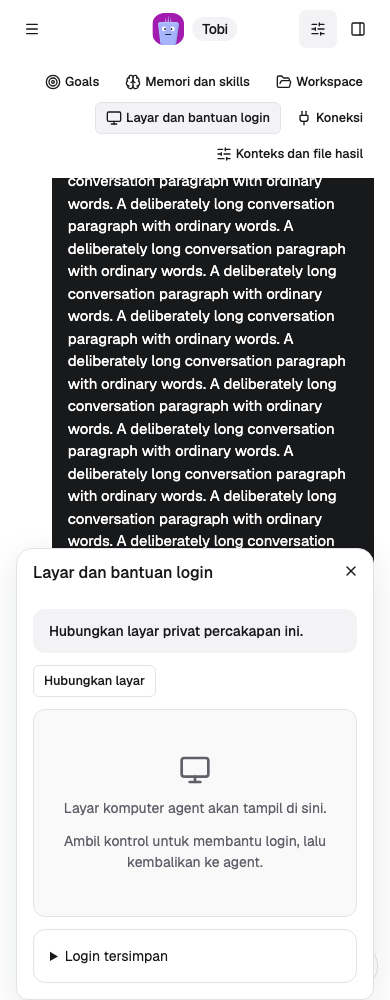 Tobi
Goals
Memori dan skills
Workspace
Layar dan bantuan login
Koneksi
Konteks dan file hasil
conversation paragraph with ordinary
words. A deliberately long conversation
paragraph with ordinary words. A
deliberately long conversation paragraph
with ordinary words. A deliberately long
conversation paragraph with ordinary
words. A deliberately long conversation
paragraph with ordinary words. A
deliberately long conversation paragraph
with ordinary words. A deliberately long
conversation paragraph with ordinary
words. A deliberately long conversation
paragraph with ordinary words. A
deliberately long conversation paragraph
with ordinary words. A deliberately long
conversation paragraph with ordinary
words. A deliberately long conversation
Layar dan bantuan login
Hubungkan layar privat percakapan ini.
Hubungkan layar
Layar komputer agent akan tampil di sini.
Ambil kontrol untuk membantu login, lalu
kembalikan ke agent.
Login tersimpan